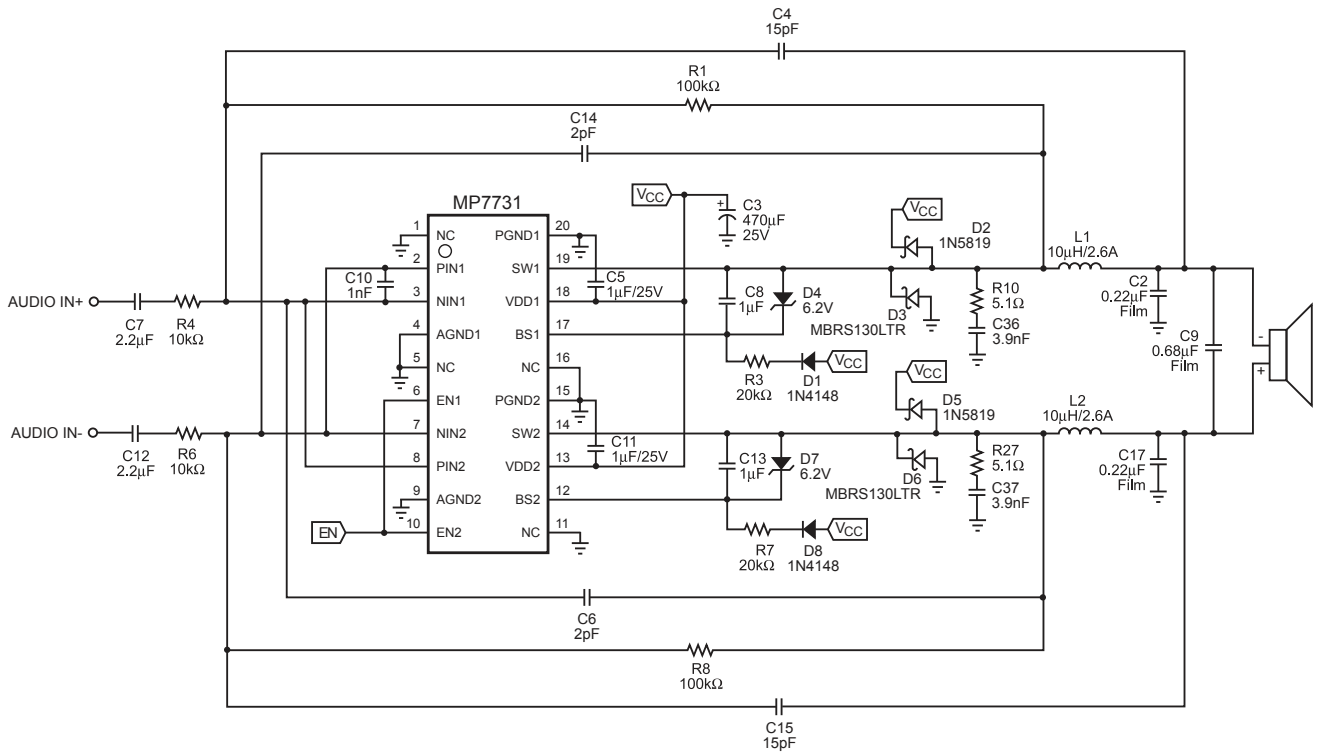 C4
15pF
R1
100kΩ
C14
2pF
VCC
C3
470µF
25V
+
VCC
D2
1N5819
L1
10µH/2.6A
MP7731
1
NC
PGND1
20
2
PIN1
SW1
19
3
NIN1
VDD1
18
4
AGND1
BS1
17
5
NC
NC
16
6
EN1
PGND2
15
7
NIN2
SW2
14
8
PIN2
VDD2
13
9
AGND2
BS2
12
10
EN2
NC
11
C10
1nF
C5
1µF/25V
C8
1µF
D4
6.2V
D3
MBRS130LTR
R10
5.1Ω
C36
3.9nF
C2
0.22µF
Film
C9
0.68µF
Film
-
+
AUDIO IN+
C7
2.2µF
R4
10kΩ
R3
20kΩ
D1
1N4148
VCC
VCC
D5
1N5819
L2
10µH/2.6A
AUDIO IN-
C12
2.2µF
R6
10kΩ
C11
1µF/25V
C13
1µF
D7
6.2V
D6
MBRS130LTR
R27
5.1Ω
C37
3.9nF
C17
0.22µF
Film
EN
R7
20kΩ
D8
1N4148
VCC
C6
2pF
R8
100kΩ
C15
15pF